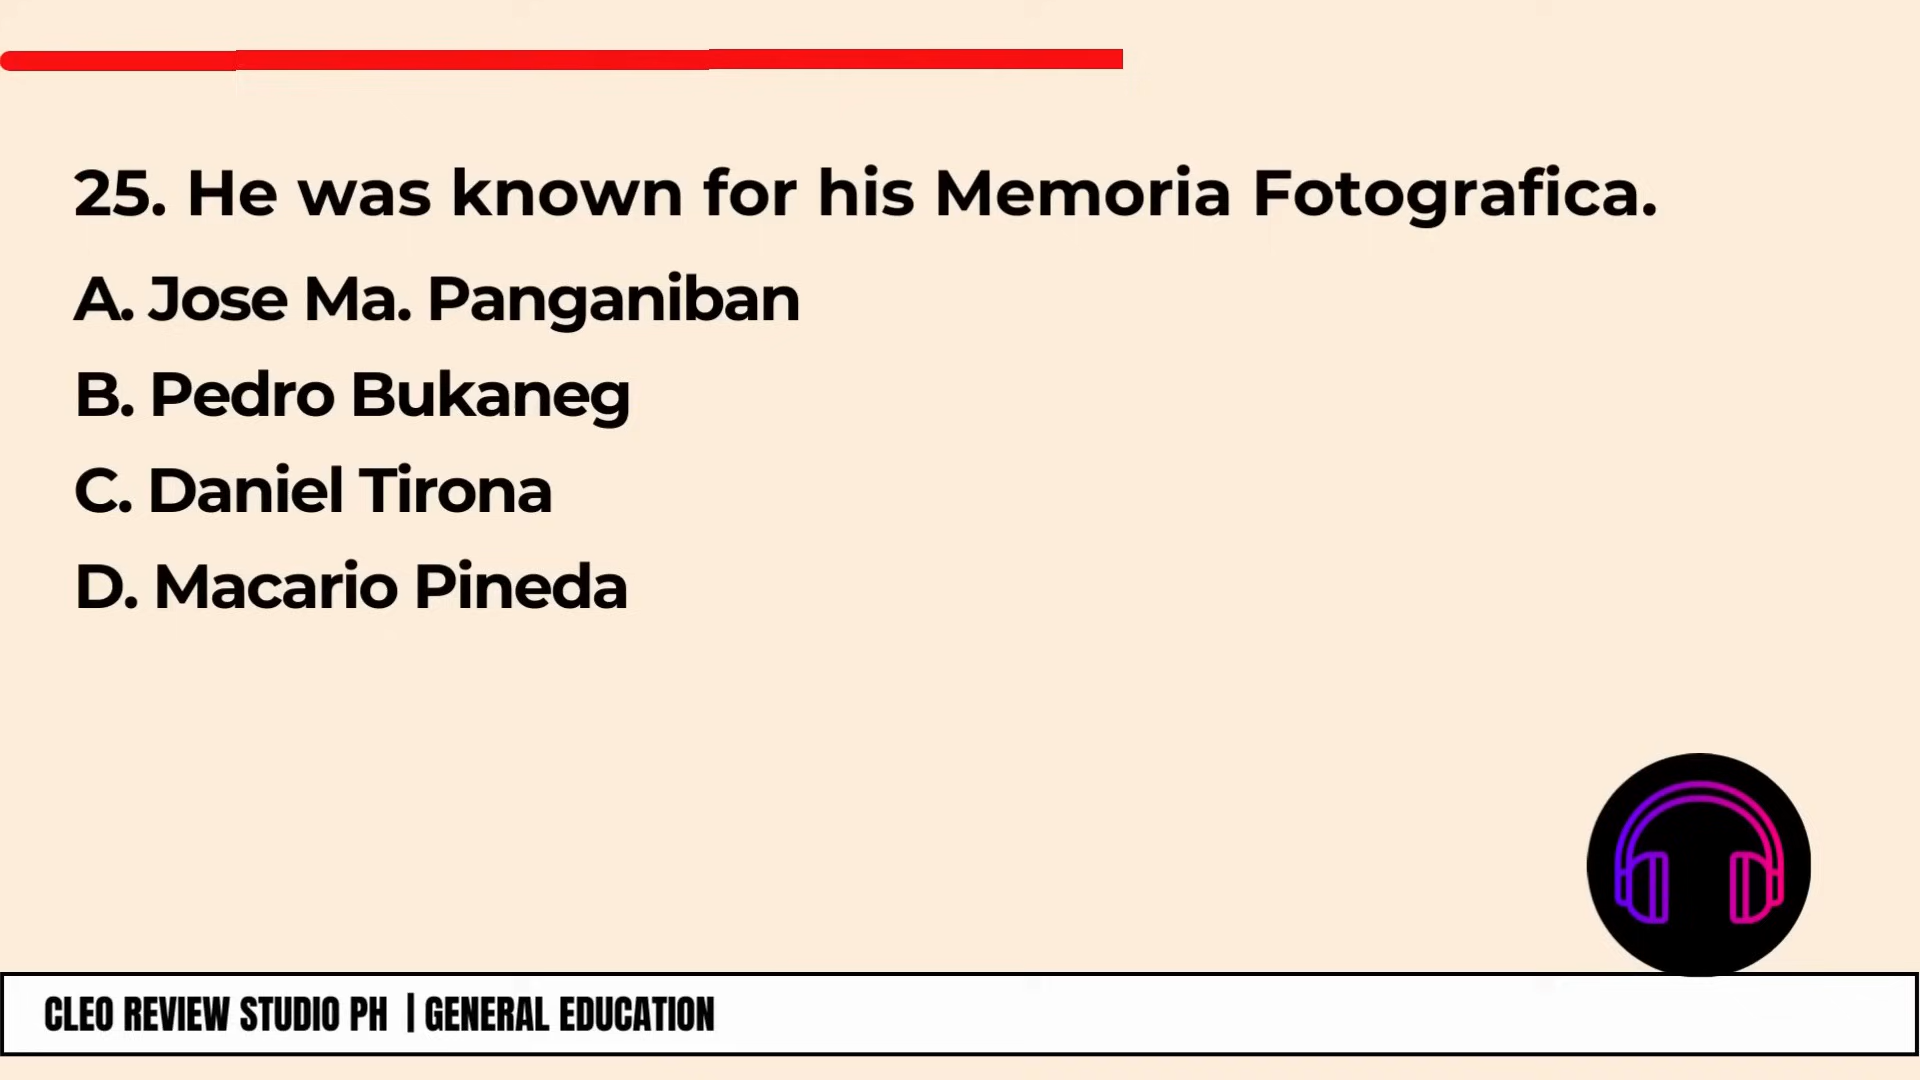 25. He was known for his Memoria Fotografica.
A. Jose Ma. Panganiban
B. Pedro Bukaneg
C. Daniel Tirona
D. Macario Pineda
CLEO REVIEW STUDIO PH | GENERAL EDUCATION